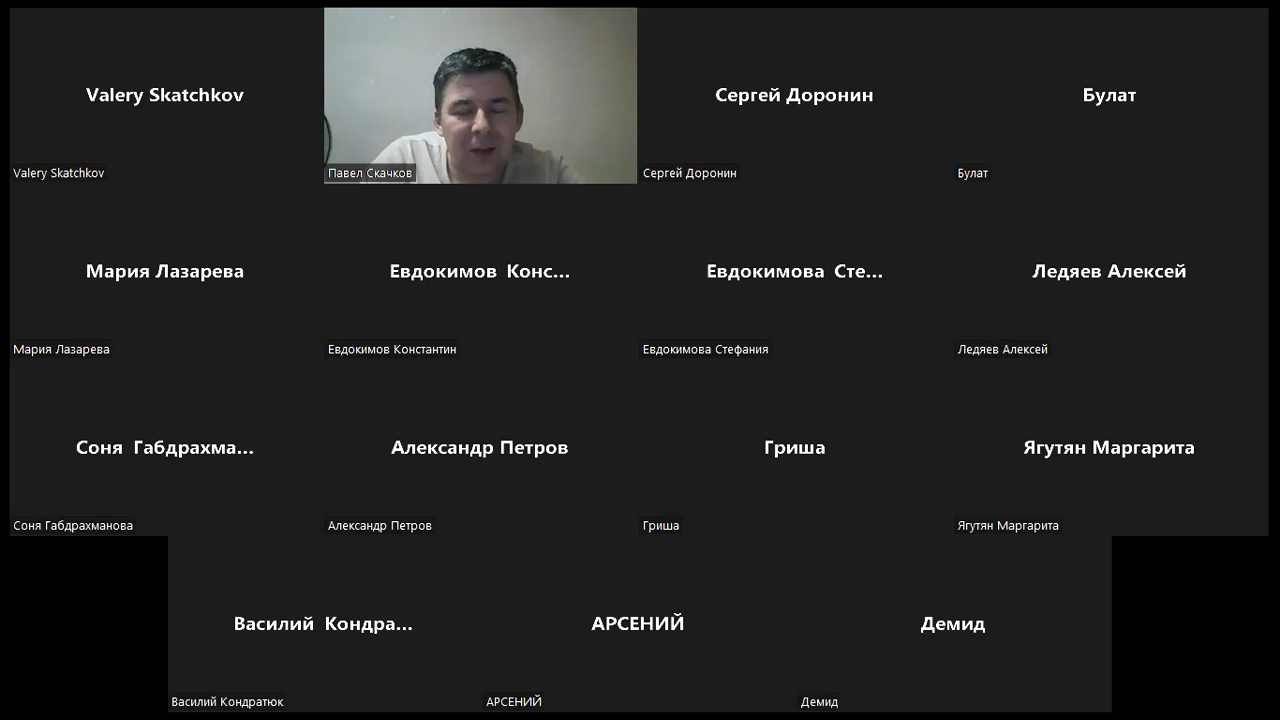 Valery Skatchkov
Valery Skatchkov
Павел Скачков
Сергей Доронин
Сергей Доронин
Булат
Булат
Мария Лазарева
Мария Лазарева
Евдокимов Конс...
Евдокимов Константин
Евдокимова Сте...
Евдокимова Стефания
Ледяев Алексей
Ледяев Алексей
Соня Габдрахма...
Соня Габдрахманова
Александр Петров
Александр Петров
Гриша
Гриша
Ягутян Маргарита
Ягутян Маргарита
Василий Кондра...
Василий Кондратюк
АРСЕНИЙ
АРСЕНИЙ
Демид
Демид